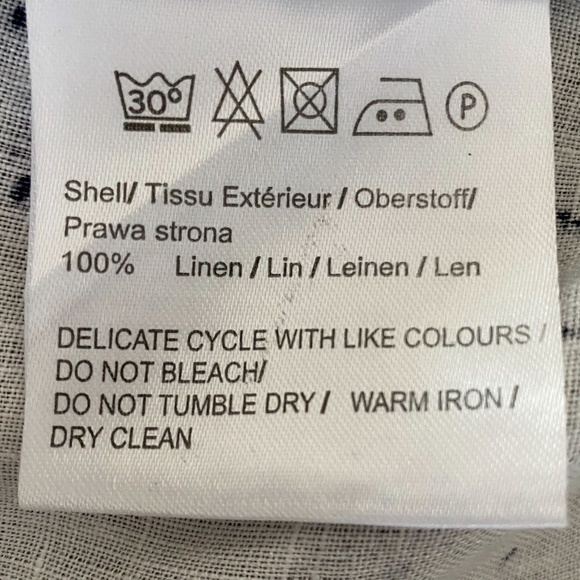 30° P
Shell/ Tissu Extérieur / Oberstoff/
Prawa strona
100% Linen / Lin / Leinen / Len
DELICATE CYCLE WITH LIKE COLOURS /
DO NOT BLEACH/
DO NOT TUMBLE DRY / WARM IRON /
DRY CLEAN